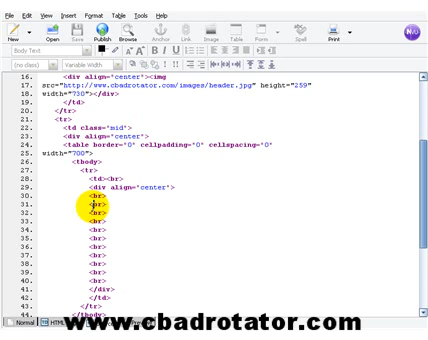 File Edit View Insert Format Table Tools Help
New Open Save Publish Browse Anchor Link Image Table Form Spell Print
Body Text
(no class) Variable Width
16. <div align="center"><img
17. src="http://www.cbadrotator.com/images/header.jpg" height="259"
18. width="730"></div>
19. </td>
20. </tr>
21. <tr>
22. <td class="mid">
23. <div align="center">
24. <table border="0" cellpadding="0" cellspacing="0"
25. width="700">
26. <tbody>
27. <tr>
28. <td><br>
29. <div align="center">
30. <br>
31. <br>
32. <br>
33. <br>
34. <br>
35. <br>
36. <br>
37. <br>
38. <br>
39. <br>
40. <br>
41. </div>
42. </td>
43. </tr>
44. </tbody>
Normal HTML
www.cbadrotator.com